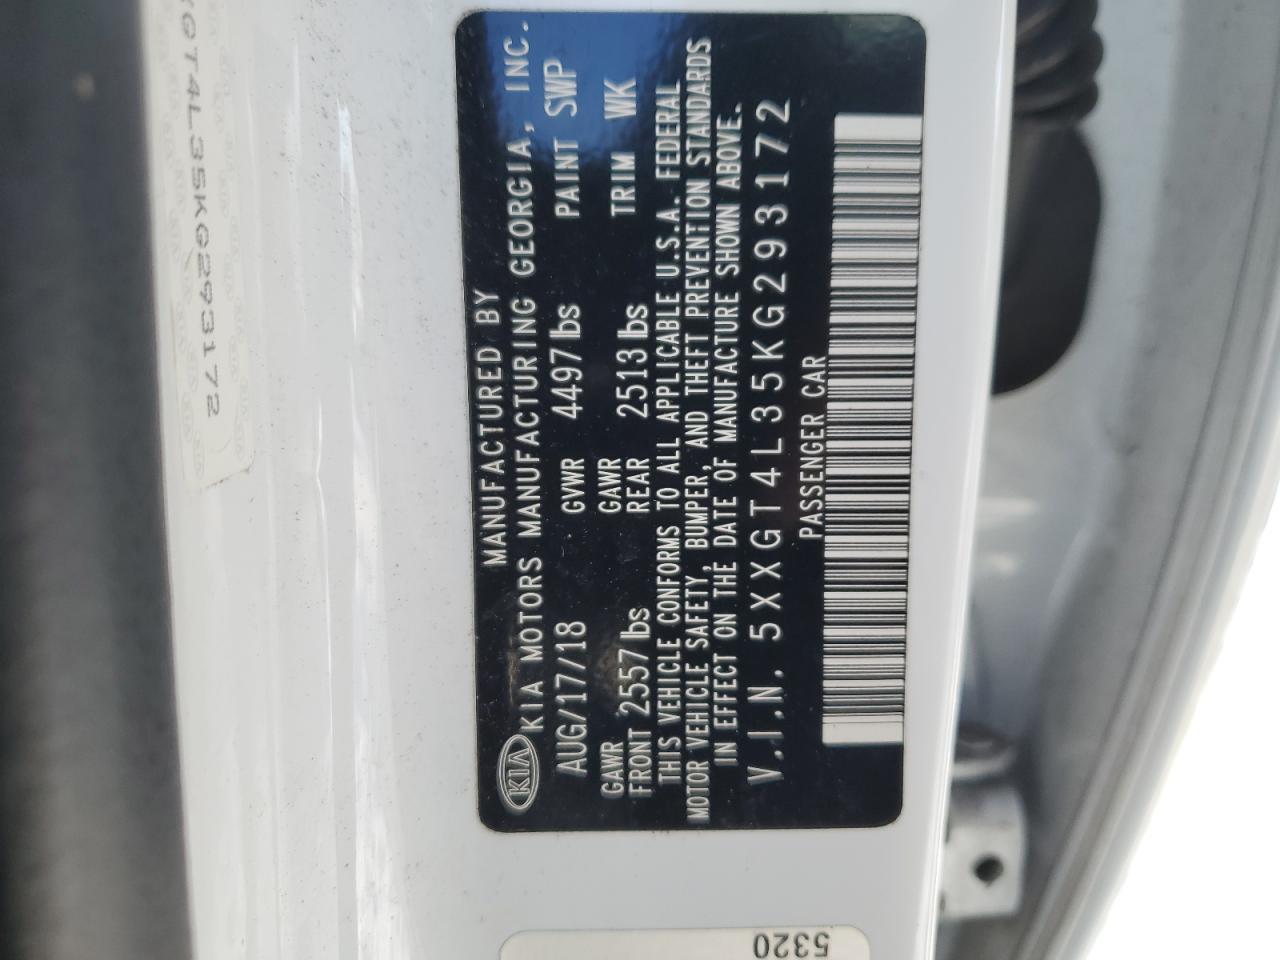 MANUFACTURED BY
KIA KIA MOTORS MANUFACTURING GEORGIA, INC.
AUG/17/18 GVWR 4497 lbs PAINT SWP
GAWR FRONT 2557 lbs GAWR REAR 2513 lbs TRIM WK
THIS VEHICLE CONFORMS TO ALL APPLICABLE U.S.A. FEDERAL
MOTOR VEHICLE SAFETY, BUMPER, AND THEFT PREVENTION STANDARDS
IN EFFECT ON THE DATE OF MANUFACTURE SHOWN ABOVE.
V.I.N. 5XXGT4L35KG293172
PASSENGER CAR
GT4L35KG293172
5320